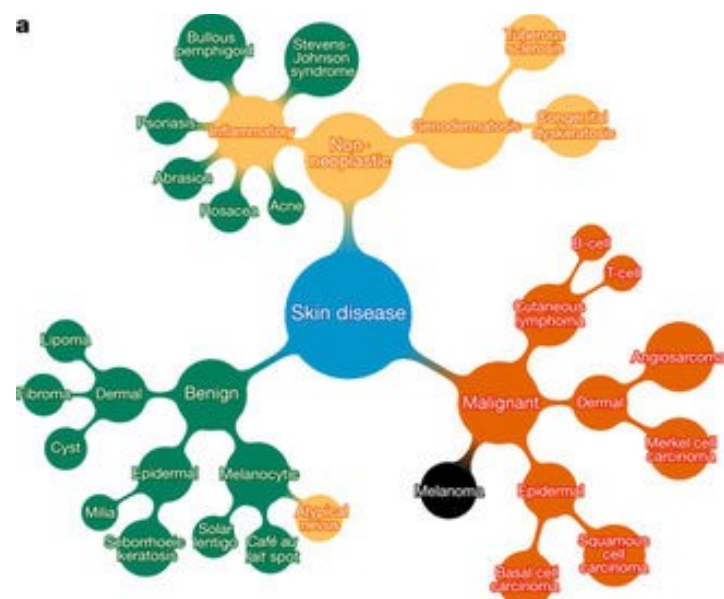 a
Bullous
pemphigoid
Stevens-
Johnson
syndrome
Tuberous
sclerosis
Psoriasis
Inflammatory
Non-
neoplastic
Genodermatosis
Congenital
dyskeratosis
Abrasion
Rosacea
Acne
Skin disease
B-cell
T-cell
Cutaneous
lymphoma
Lipoma
Fibroma
Dermal
Benign
Cyst
Angiosarcoma
Malignant
Dermal
Merkel cell
carcinoma
Epidermal
Melanocytic
Milia
Seborrhoeic
keratosis
Solar
lentigo
Café au
lait spot
Atypical
nevus
Melanoma
Epidermal
Basal cell
carcinoma
Squamous
cell
carcinoma